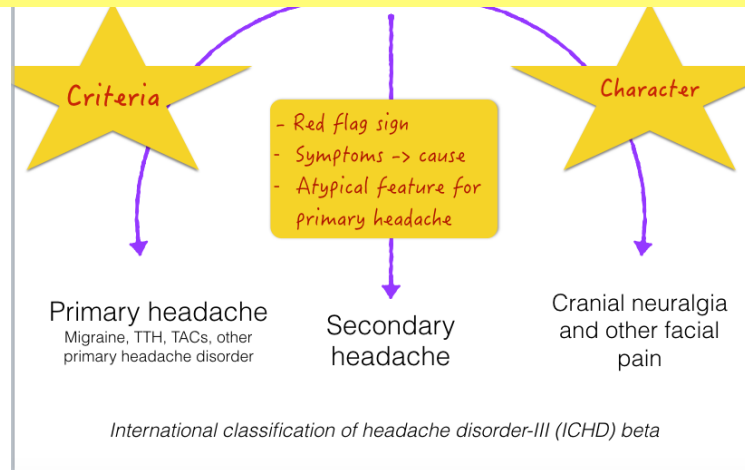 Criteria
- Red flag sign
- Symptoms -> cause
- Atypical feature for
primary headache
Character
Primary headache
Migraine, TTH, TACs, other
primary headache disorder
Secondary
headache
Cranial neuralgia
and other facial
pain
International classification of headache disorder-III (ICHD) beta